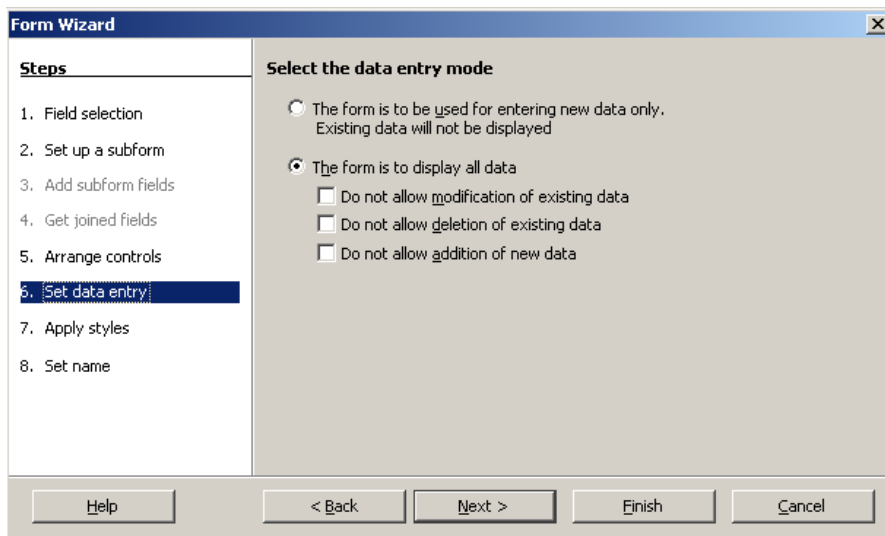 Form Wizard
Steps
1. Field selection
2. Set up a subform
3. Add subform fields
4. Get joined fields
5. Arrange controls
6. Set data entry
7. Apply styles
8. Set name
Select the data entry mode
The form is to be used for entering new data only.
Existing data will not be displayed
The form is to display all data
Do not allow modification of existing data
Do not allow deletion of existing data
Do not allow addition of new data
Help
< Back
Next >
Finish
Cancel